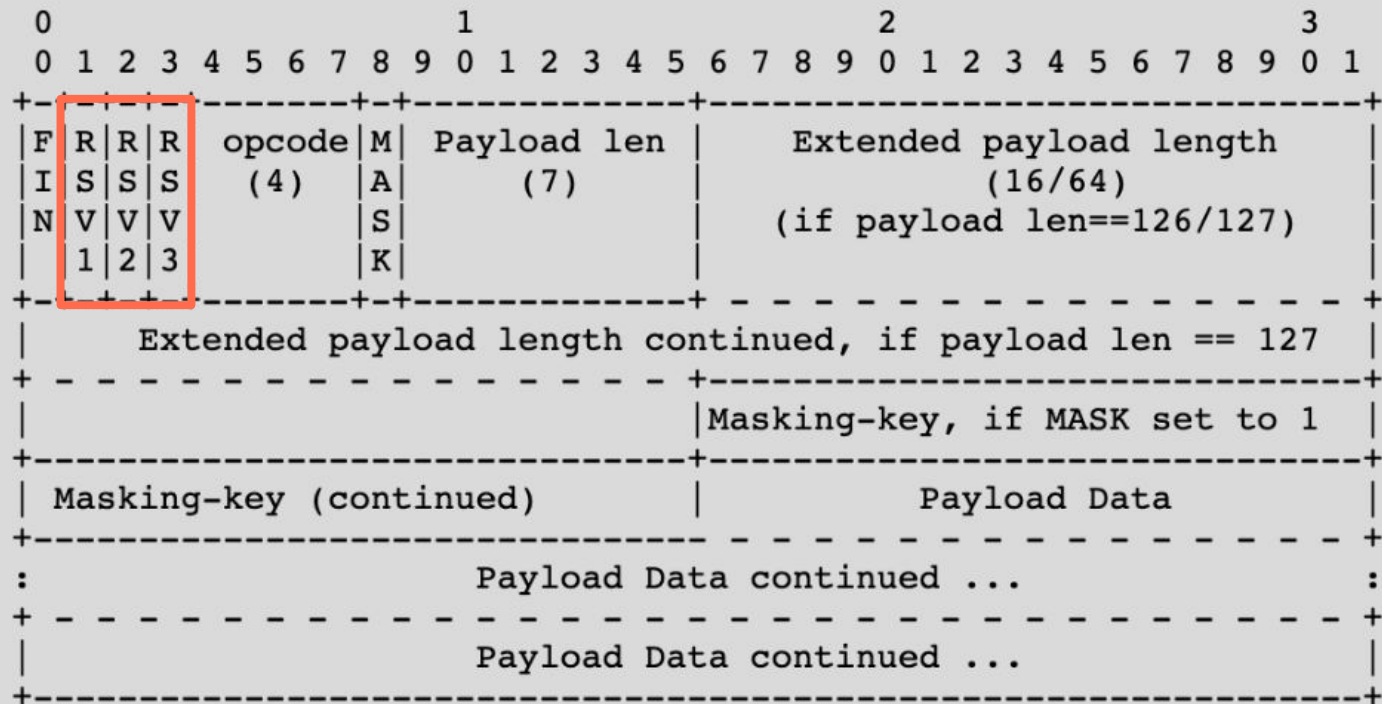 0                   1                   2                   3
0 1 2 3 4 5 6 7 8 9 0 1 2 3 4 5 6 7 8 9 0 1 2 3 4 5 6 7 8 9 0 1
+-+-+-+-+-------+-+-------------+-------------------------------+
|F|R|R|R| opcode|M| Payload len |    Extended payload length    |
|I|S|S|S|  (4)  |A|     (7)     |             (16/64)           |
|N|V|V|V|       |S|             |   (if payload len==126/127)   |
| |1|2|3|       |K|             |                               |
+-+-+-+-+-------+-+-------------+ - - - - - - - - - - - - - - - +
|     Extended payload length continued, if payload len == 127  |
+ - - - - - - - - - - - - - - - +-------------------------------+
|                               |Masking-key, if MASK set to 1  |
+-------------------------------+-------------------------------+
| Masking-key (continued)       |          Payload Data         |
+-------------------------------- - - - - - - - - - - - - - - - +
:                     Payload Data continued ...                :
+ - - - - - - - - - - - - - - - - - - - - - - - - - - - - - - - +
|                     Payload Data continued ...                |
+---------------------------------------------------------------+